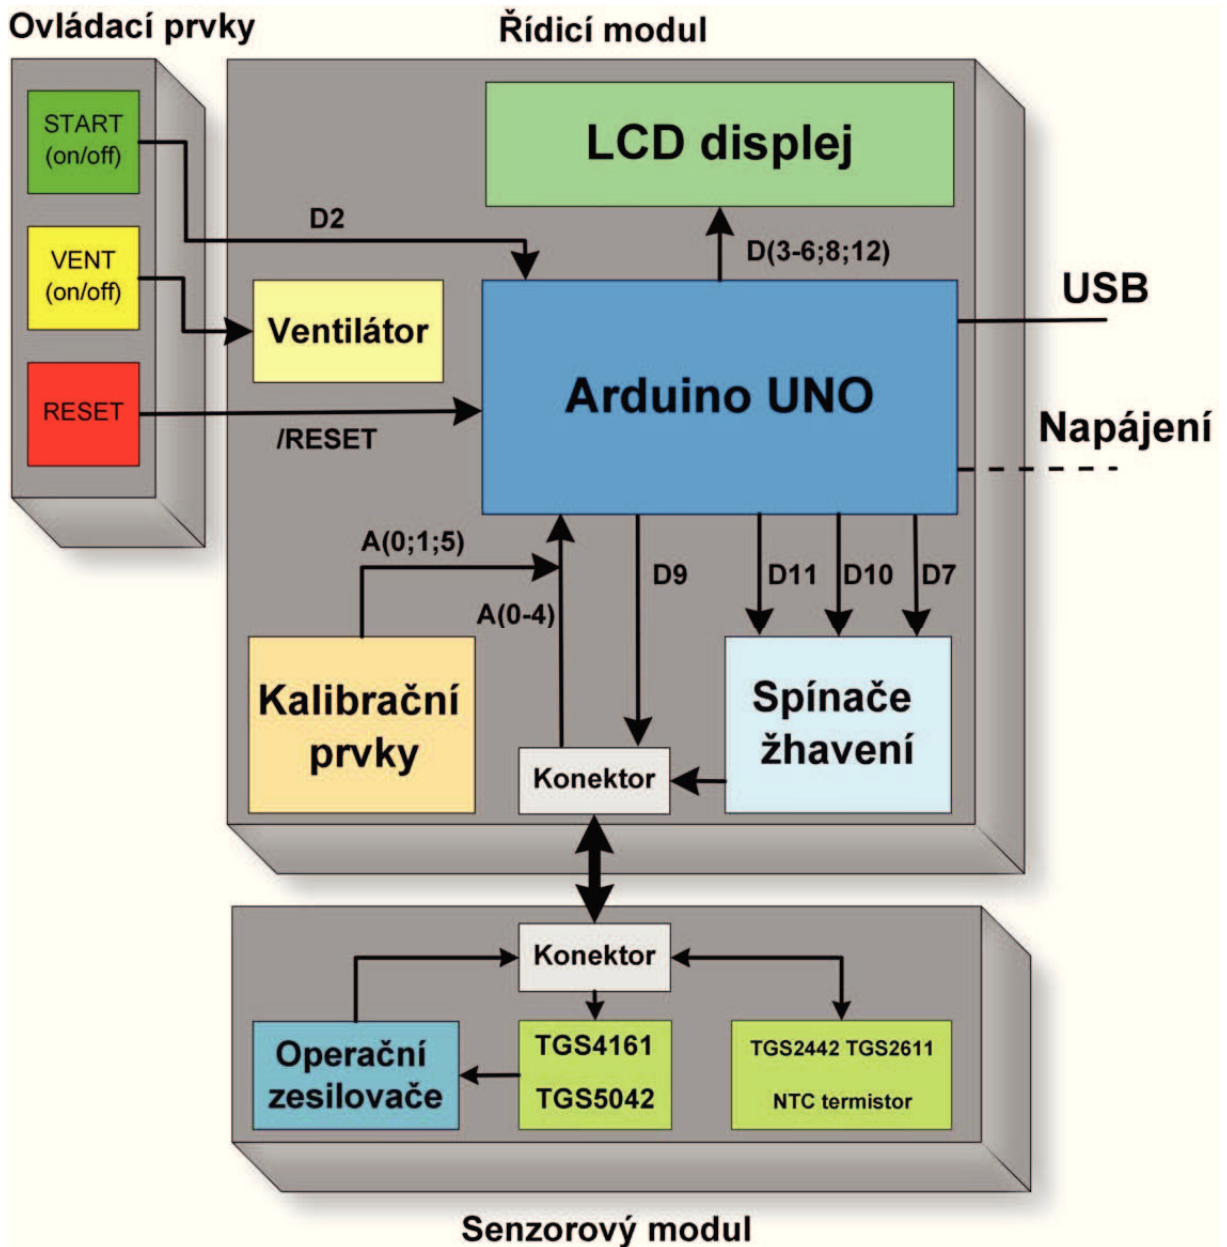 Ovládací prvky
Řídicí modul
START
(on/off)
VENT
(on/off)
RESET
LCD displej
D2
D(3-6;8;12)
USB
Ventilátor
Arduino UNO
/RESET
Napájení
A(0;1;5)
A(0-4)
D9
D11
D10
D7
Kalibrační
prvky
Spínače
žhavení
Konektor
Konektor
Operační
zesilovače
TGS4161
TGS5042
TGS2442 TGS2611
NTC termistor
Senzorový modul